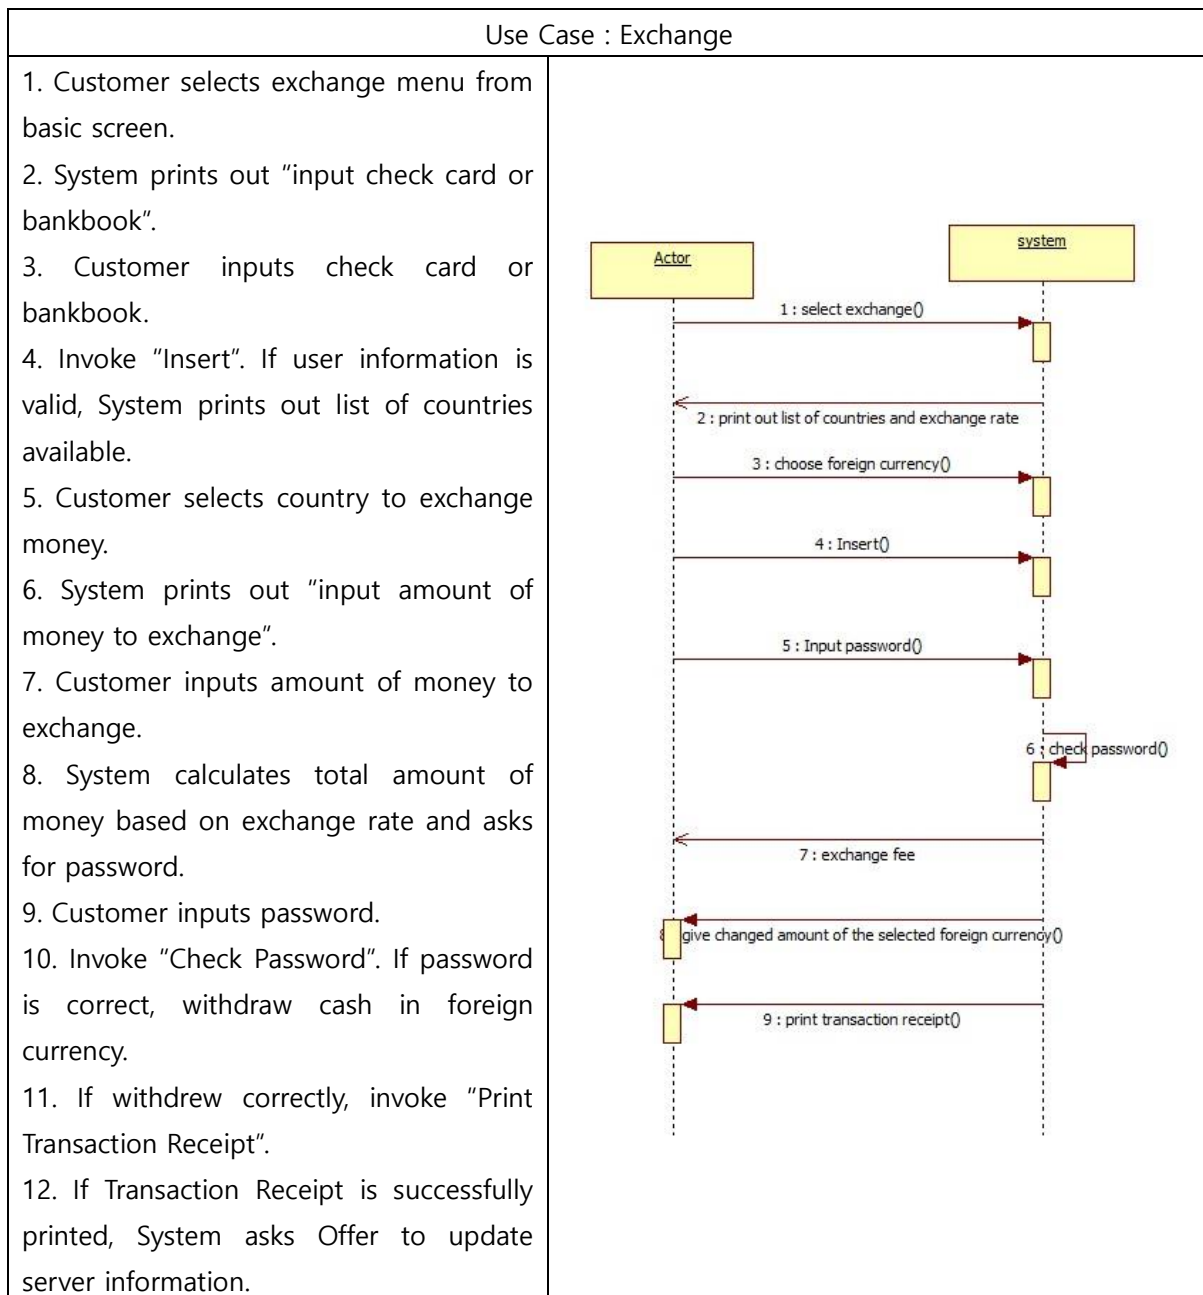 Use Case : Exchange
1. Customer selects exchange menu from
basic screen.
2. System prints out “input check card or
bankbook”.
3. Customer inputs check card or
bankbook.
4. Invoke “Insert”. If user information is
valid, System prints out list of countries
available.
5. Customer selects country to exchange
money.
6. System prints out “input amount of
money to exchange”.
7. Customer inputs amount of money to
exchange.
8. System calculates total amount of
money based on exchange rate and asks
for password.
9. Customer inputs password.
10. Invoke “Check Password”. If password
is correct, withdraw cash in foreign
currency.
11. If withdrew correctly, invoke “Print
Transaction Receipt”.
12. If Transaction Receipt is successfully
printed, System asks Offer to update
server information.
Actor
system
1 : select exchange()
2 : print out list of countries and exchange rate
3 : choose foreign currency()
4 : Insert()
5 : Input password()
6 : check password()
7 : exchange fee
8 : give changed amount of the selected foreign currency()
9 : print transaction receipt()